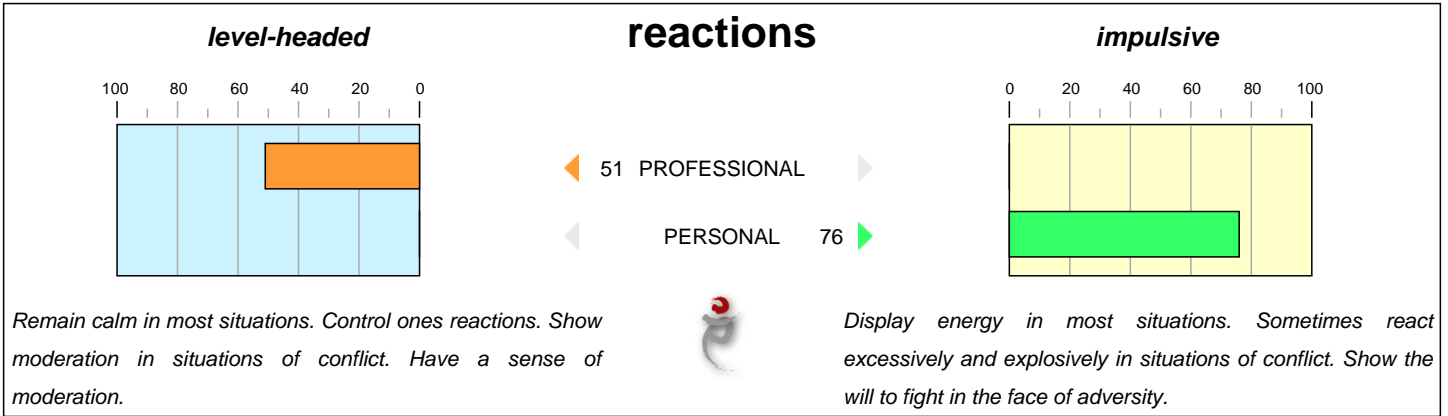 reactions
level-headed
impulsive
100 80 60 40 20 0
0 20 40 60 80 100
51 PROFESSIONAL
PERSONAL 76
Remain calm in most situations. Control ones reactions. Show
moderation in situations of conflict. Have a sense of
moderation.
Display energy in most situations. Sometimes react
excessively and explosively in situations of conflict. Show the
will to fight in the face of adversity.